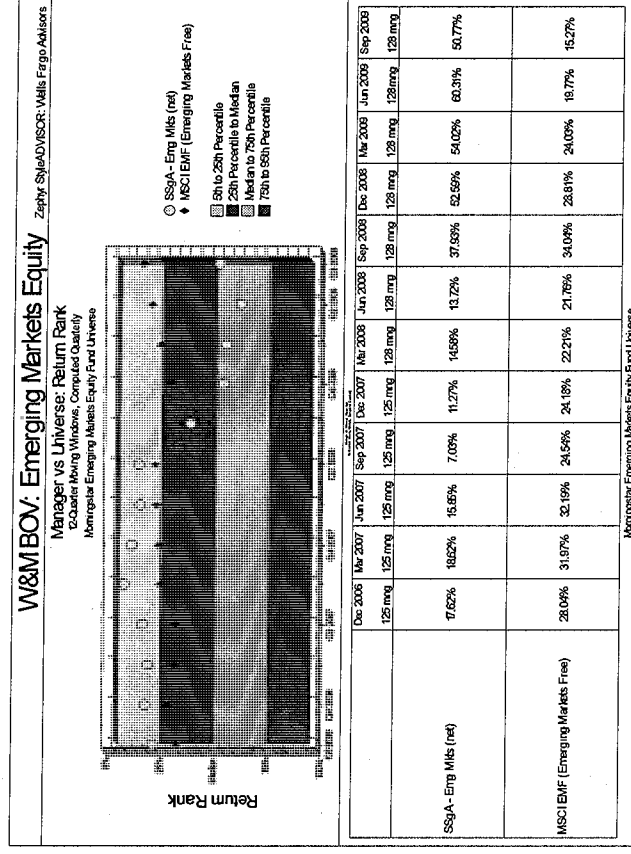 W&M BOV: Emerging Markets Equity
Zephyr StyleADVISOR: Wells Fargo Advisors
Manager vs Universe: Return Rank
12-Quarter Moving Windows, Computed Quarterly
Morningstar Emerging Markets Equity Fund Universe
Return Rank
SSgA - Emg Mkts (net)
MSCI EMF (Emerging Markets Free)
5th to 25th Percentile
25th Percentile to Median
Median to 75th Percentile
75th to 95th Percentile
Dec 2006 Mar 2007 Jun 2007 Sep 2007 Dec 2007 Mar 2008 Jun 2008 Sep 2008 Dec 2008 Mar 2009 Jun 2009 Sep 2009
125 mng 125 mng 125 mng 125 mng 125 mng 128 mng 128 mng 128 mng 128 mng 128 mng 128mng 128 mng
SSgA - Emg Mkts (net) 17.62% 18.62% 15.85% 7.03% 11.27% 14.58% 13.72% 37.93% 52.59% 54.02% 60.31% 50.77%
MSCI EMF (Emerging Markets Free) 28.04% 31.97% 32.19% 24.54% 24.18% 22.21% 21.76% 34.04% 28.81% 24.03% 19.77% 15.27%
Morningstar Emerging Markets Equity Fund Universe